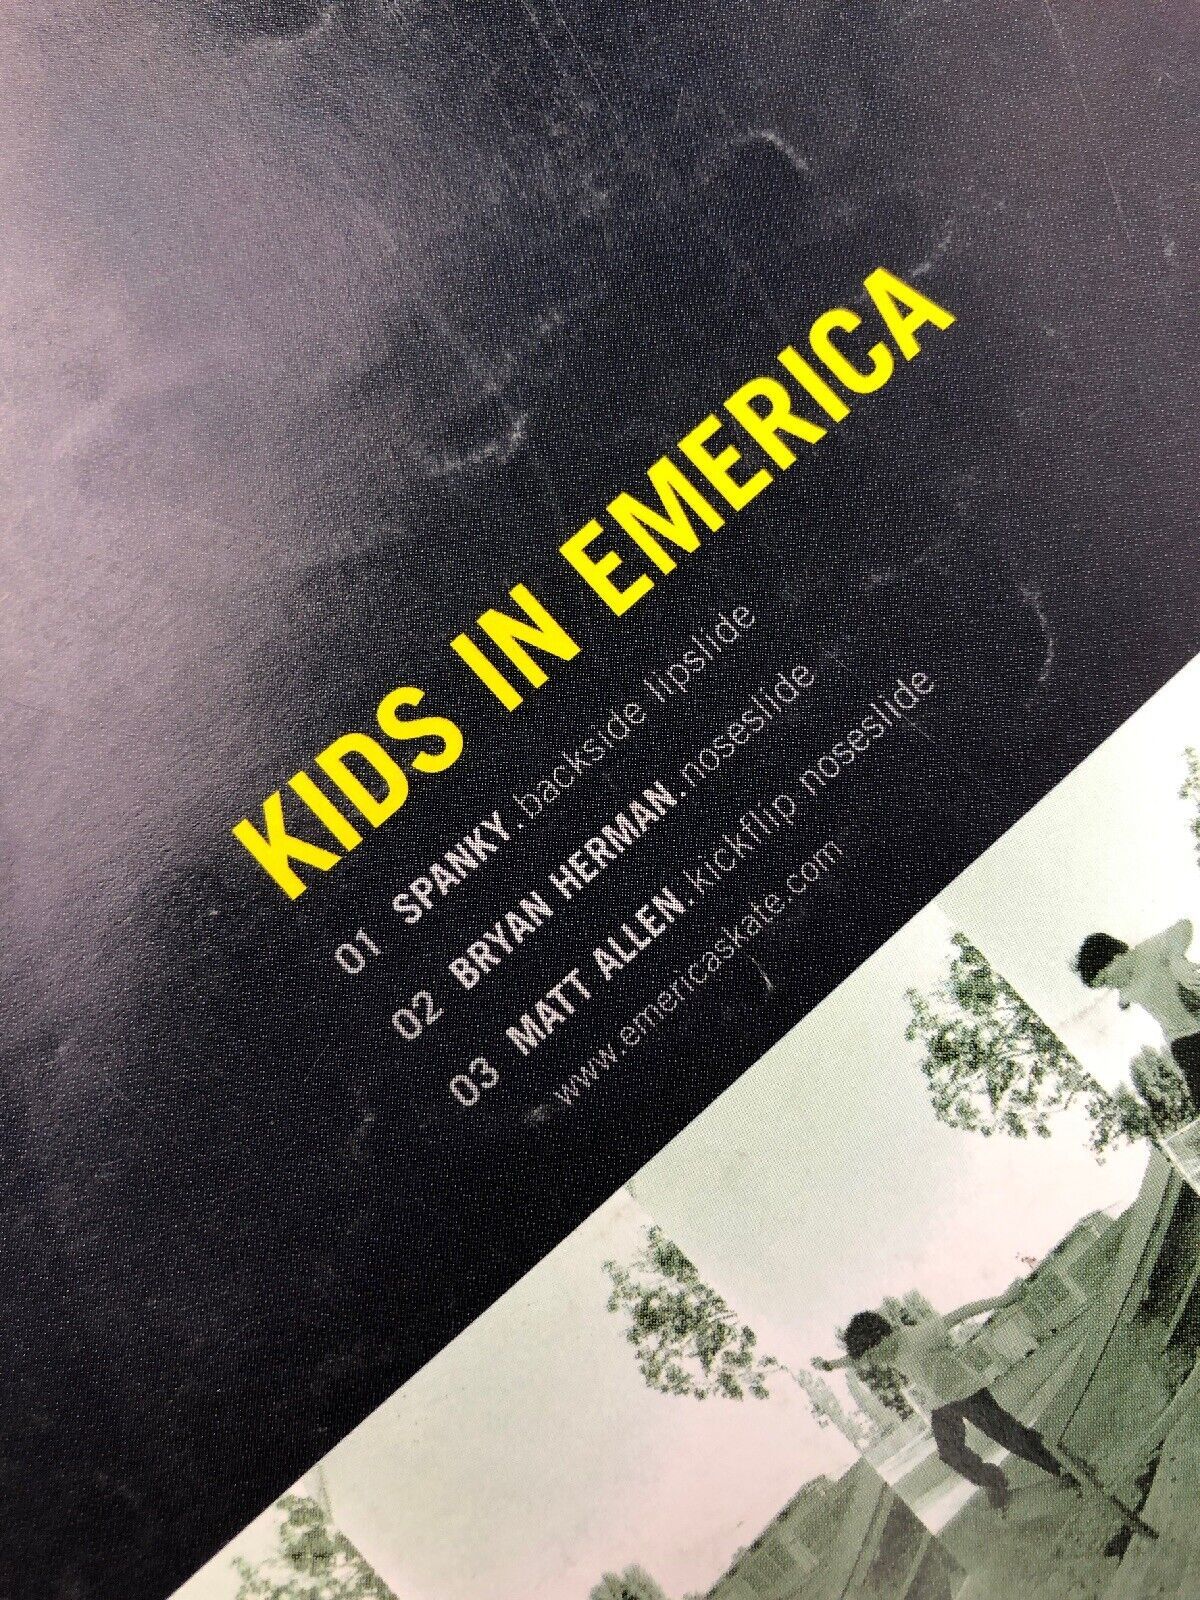 KIDS IN EMERICA
01 SPANKY.backside lipslide
02 BRYAN HERMAN.noseslide
03 MATT ALLEN.kickflip noseslide
www.emericaskate.com